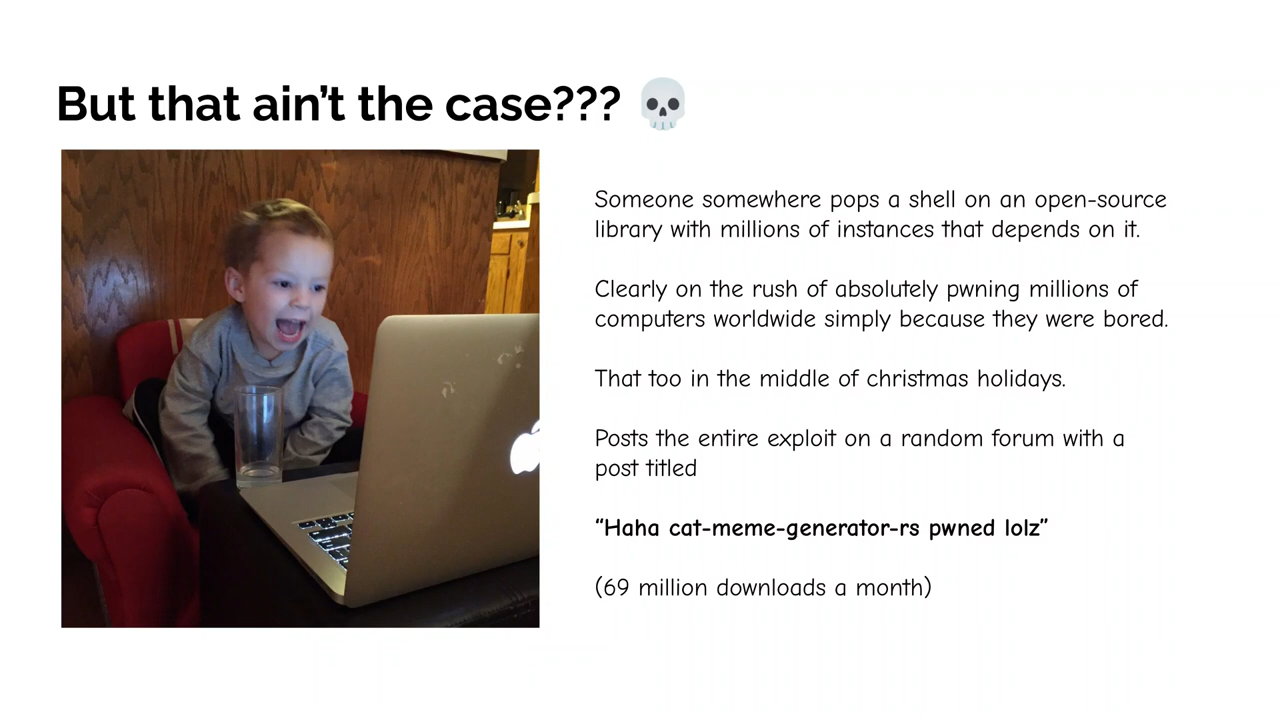 But that ain’t the case??? 💀
Someone somewhere pops a shell on an open-source
library with millions of instances that depends on it.
Clearly on the rush of absolutely pwning millions of
computers worldwide simply because they were bored.
That too in the middle of christmas holidays.
Posts the entire exploit on a random forum with a
post titled
“Haha cat-meme-generator-rs pwned lolz”
(69 million downloads a month)